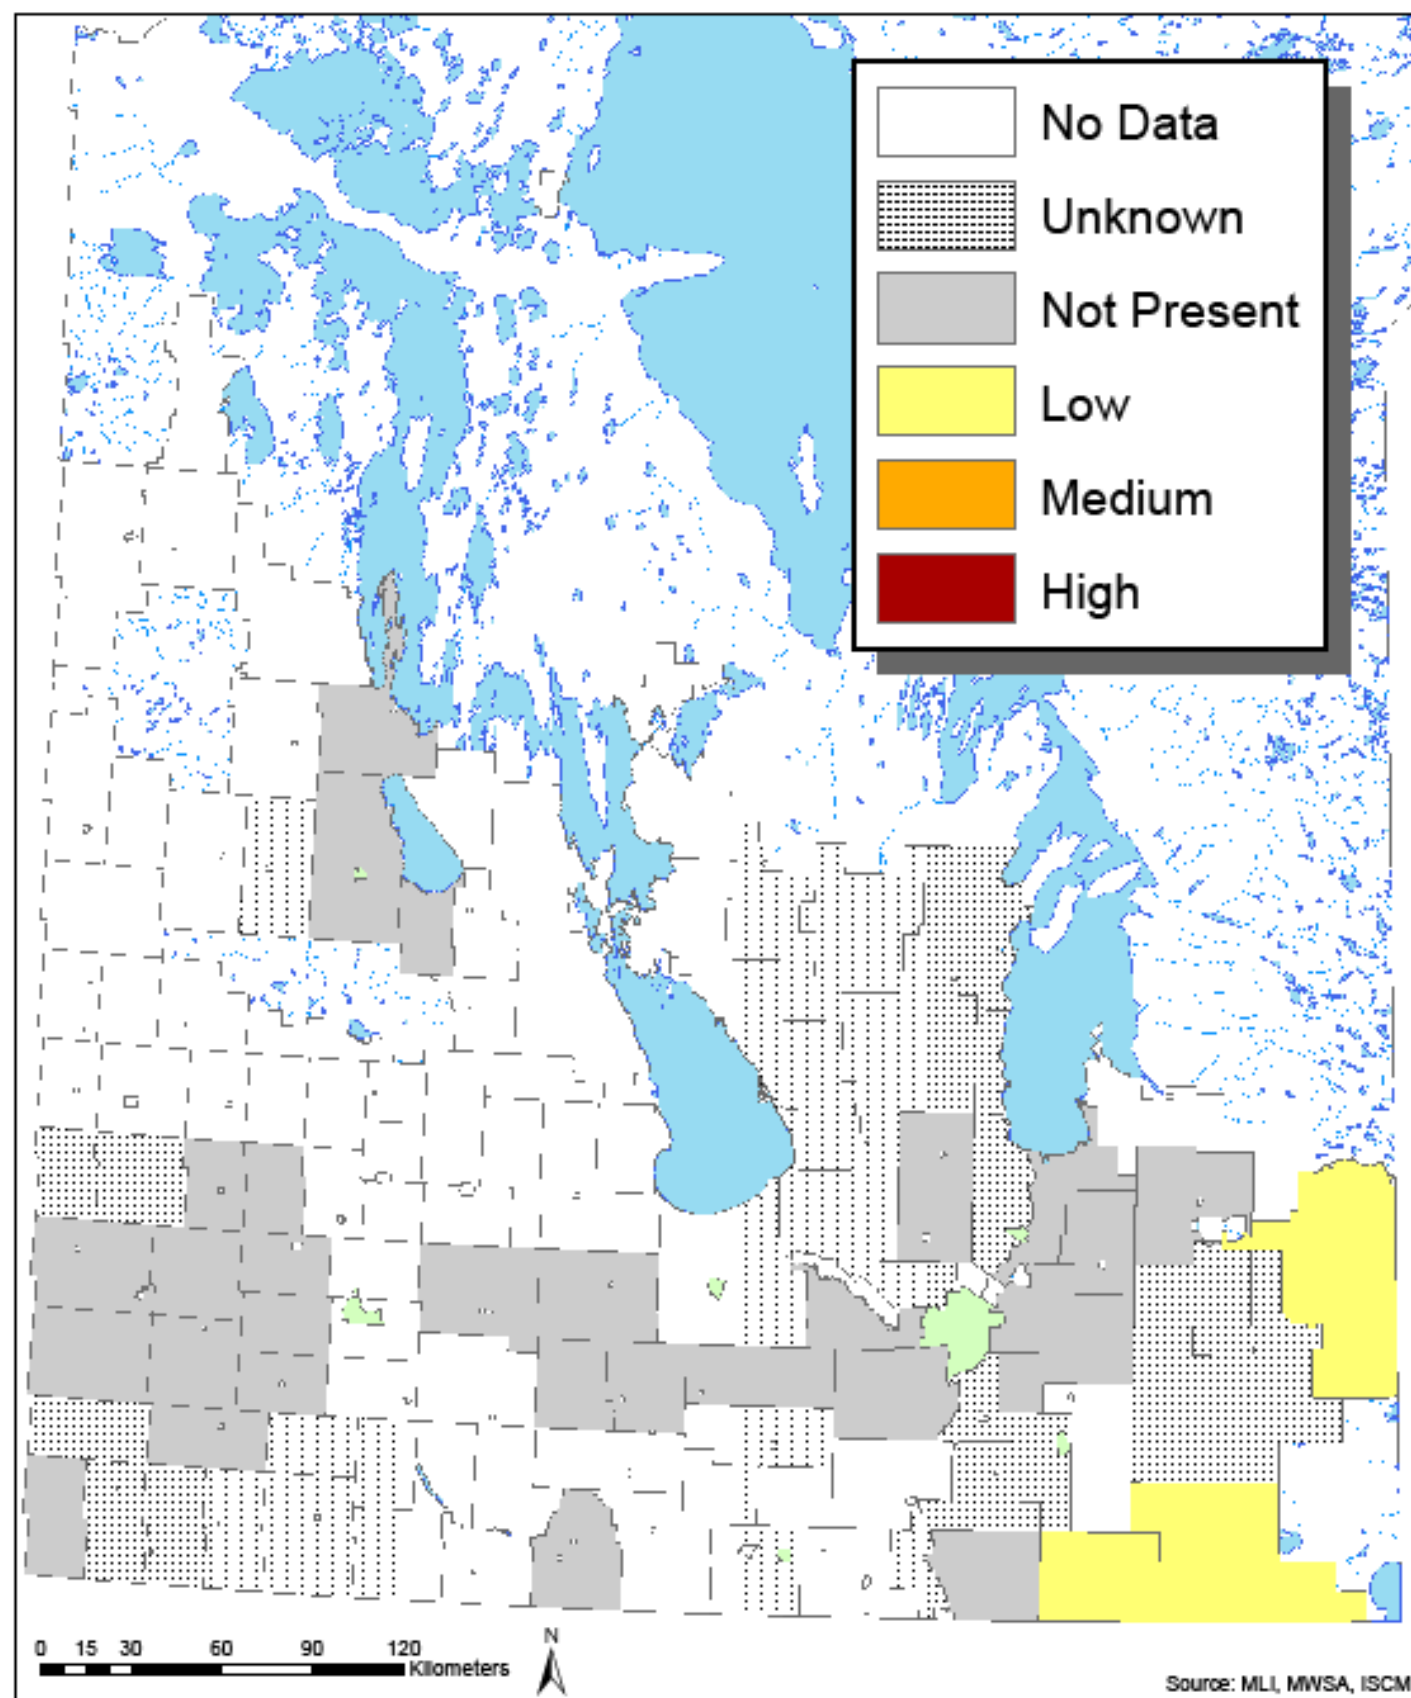 No Data
Unknown
Not Present
Low
Medium
High
0 15 30 60 90 120
Kilometers
N
Source: MLI, MWSA, ISCM